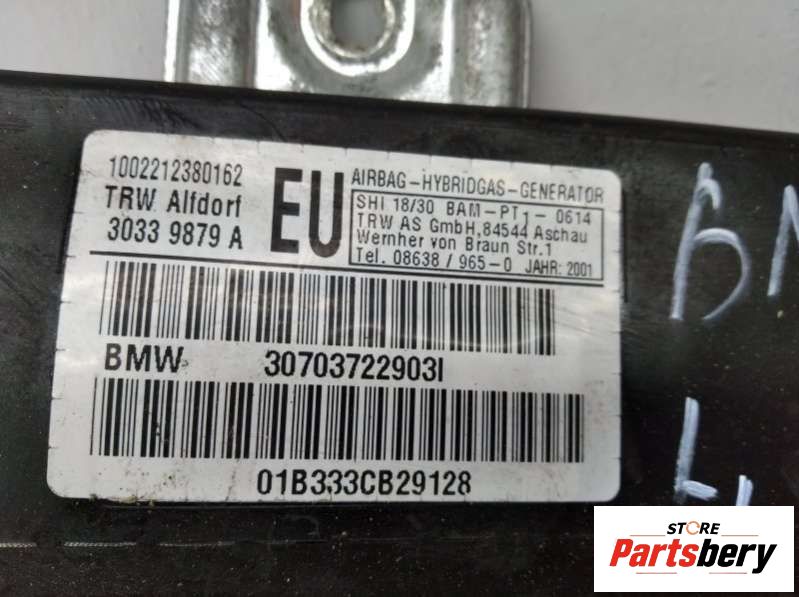 1002212380162
TRW Alfdorf
3033 9879 A
EU
AIRBAG-HYBRIDGAS-GENERATOR
SHI 18/30 BAM-PT1-0614
TRW AS GmbH,84544 Aschau
Wernher von Braun Str.1
Tel. 08638/965-0 JAHR: 2001
BMW 30703722903I
01B333CB29128
STORE
Partsbery